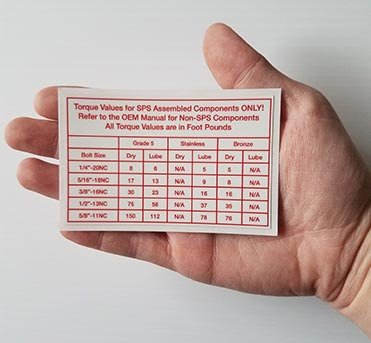 Torque Values for SPS Assembled Components ONLY!
Refer to the OEM Manual for Non-SPS Components
All Torque Values are in Foot Pounds
Grade 5 Stainless Bronze
Bolt Size Dry Lube Dry Lube Dry Lube
1/4"-20NC 8 6 N/A 5 5 N/A
5/16"-18NC 17 13 N/A 9 8 N/A
3/8"-16NC 30 23 N/A 16 16 N/A
1/2"-13NC 75 56 N/A 37 35 N/A
5/8"-11NC 150 112 N/A 78 76 N/A